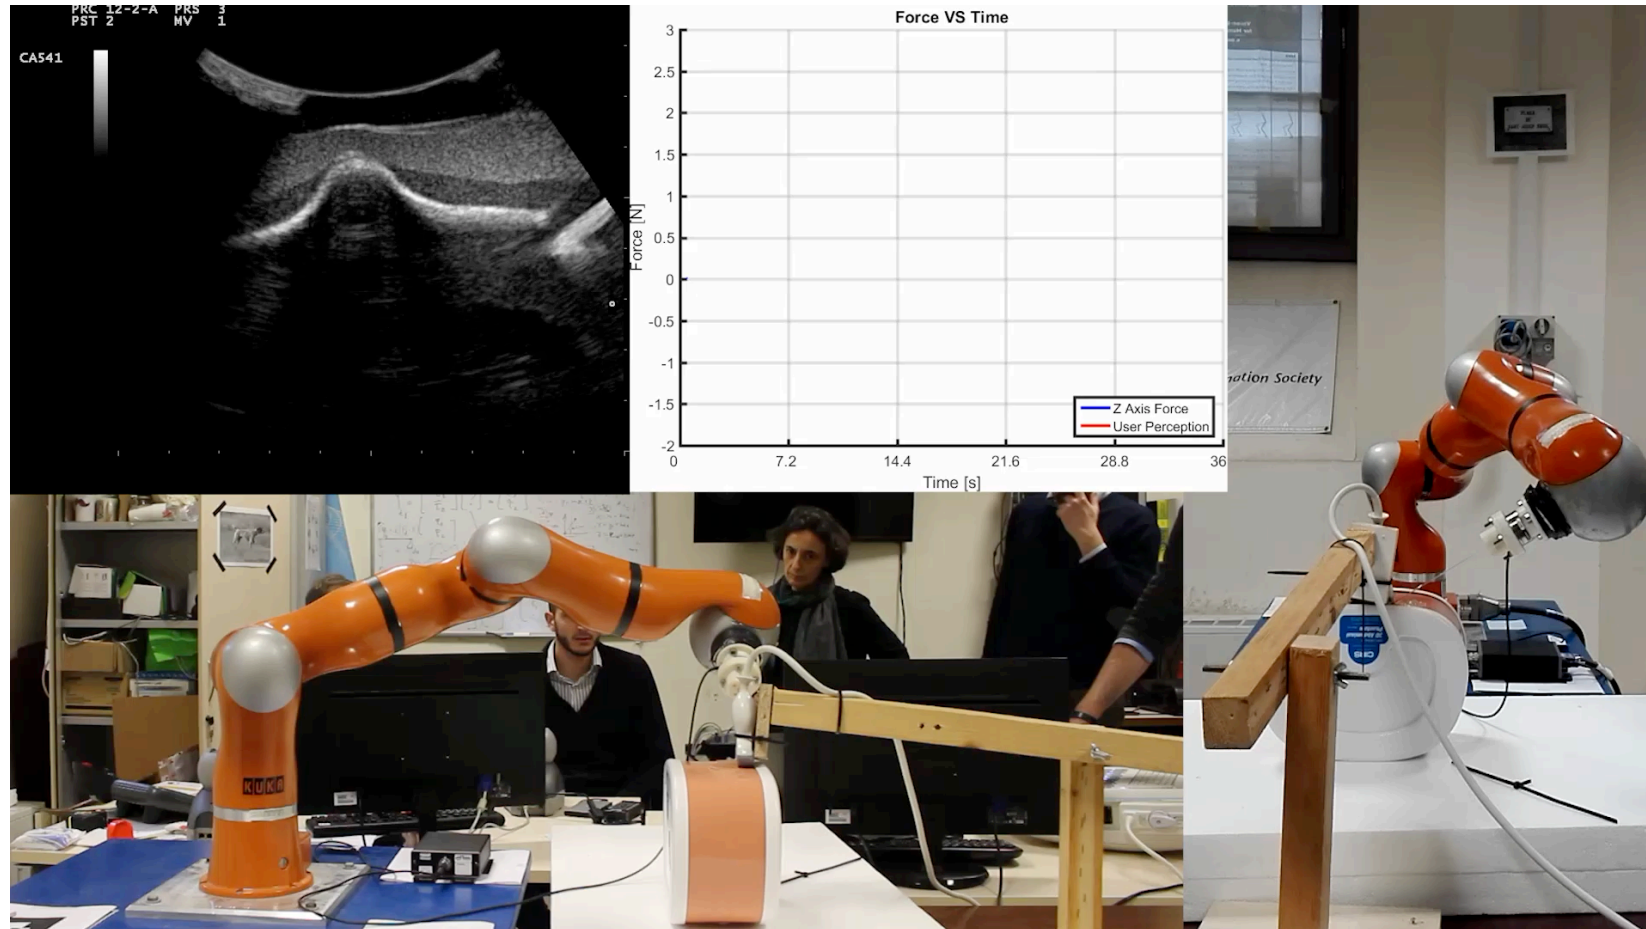 PRC 12-2-A PRS 3
PST 2 MV 1
CA541
Force VS Time
Force [N]
3
2.5
2
1.5
1
0.5
0
-0.5
-1
-1.5
-2
0 7.2 14.4 21.6 28.8 36
Time [s]
Z Axis Force
User Perception
ation Society
KUKA